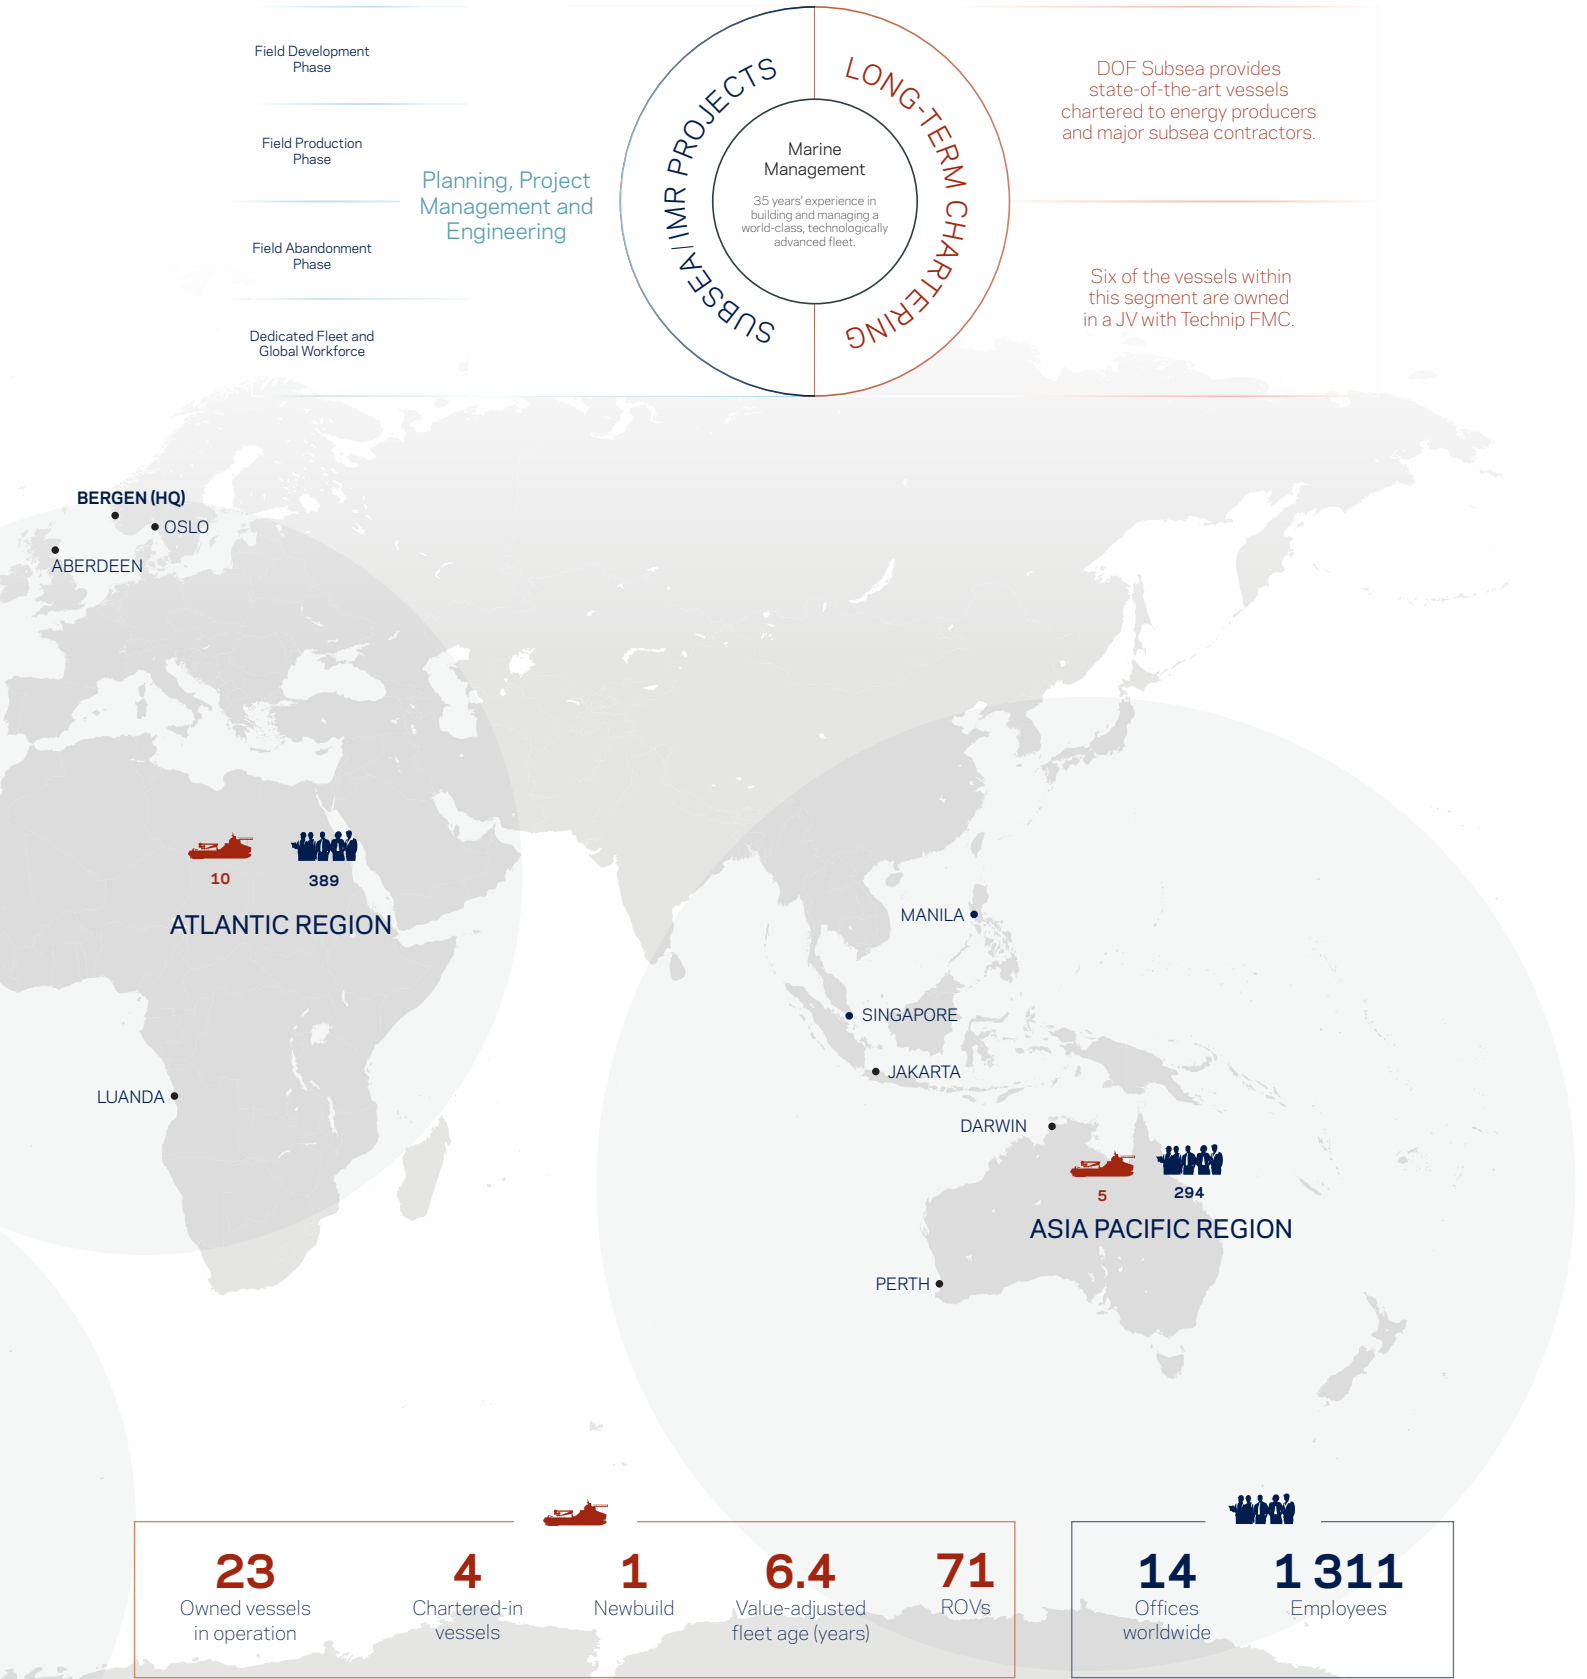 Field Development
Phase
Field Production
Phase
Field Abandonment
Phase
Dedicated Fleet and
Global Workforce
Planning, Project
Management and
Engineering
SUBSEA / IMR PROJECTS
LONG-TERM CHARTERING
Marine
Management
35 years' experience in
building and managing a
world-class, technologically
advanced fleet.
DOF Subsea provides
state-of-the-art vessels
chartered to energy producers
and major subsea contractors.
Six of the vessels within
this segment are owned
in a JV with Technip FMC.
BERGEN (HQ)
OSLO
ABERDEEN
10
389
ATLANTIC REGION
LUANDA
MANILA
SINGAPORE
JAKARTA
DARWIN
5
294
ASIA PACIFIC REGION
PERTH
23
Owned vessels
in operation
4
Chartered-in
vessels
1
Newbuild
6.4
Value-adjusted
fleet age (years)
71
ROVs
14
Offices
worldwide
1 311
Employees